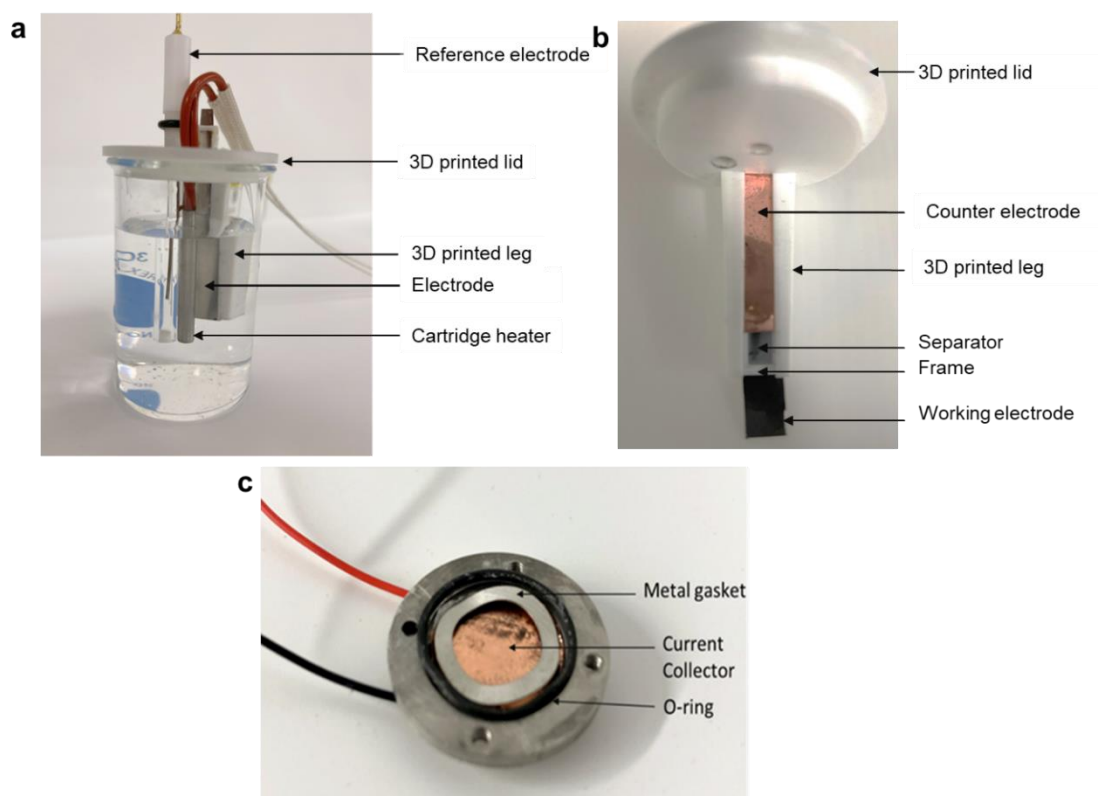 a
Reference electrode
3D printed lid
3D printed leg
Electrode
Cartridge heater
b
3D printed lid
Counter electrode
3D printed leg
Separator
Frame
Working electrode
c
Metal gasket
Current
Collector
O-ring